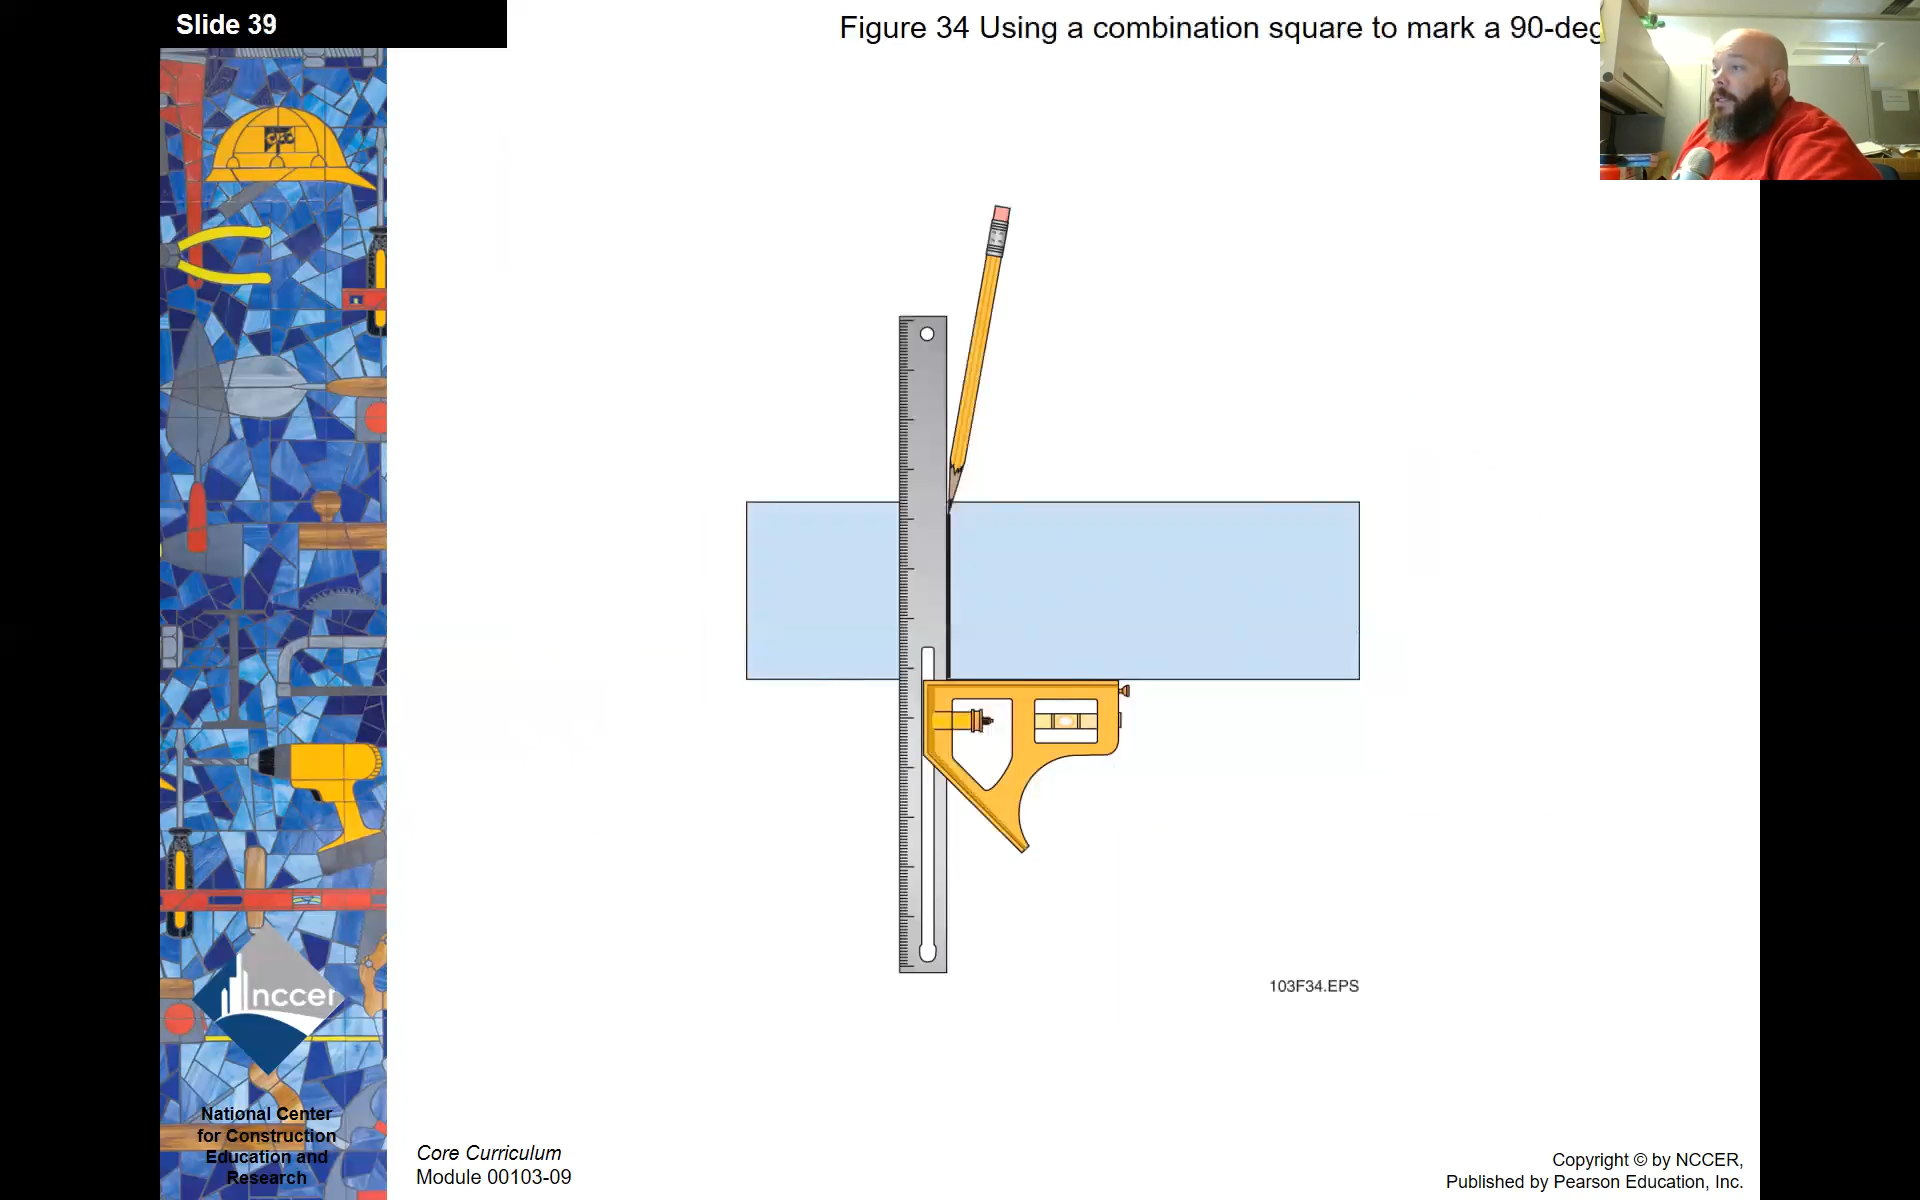 Slide 39
Figure 34 Using a combination square to mark a 90-deg
nccer
103F34.EPS
National Center
for Construction
Education and
Research
Core Curriculum
Module 00103-09
Copyright © by NCCER,
Published by Pearson Education, Inc.